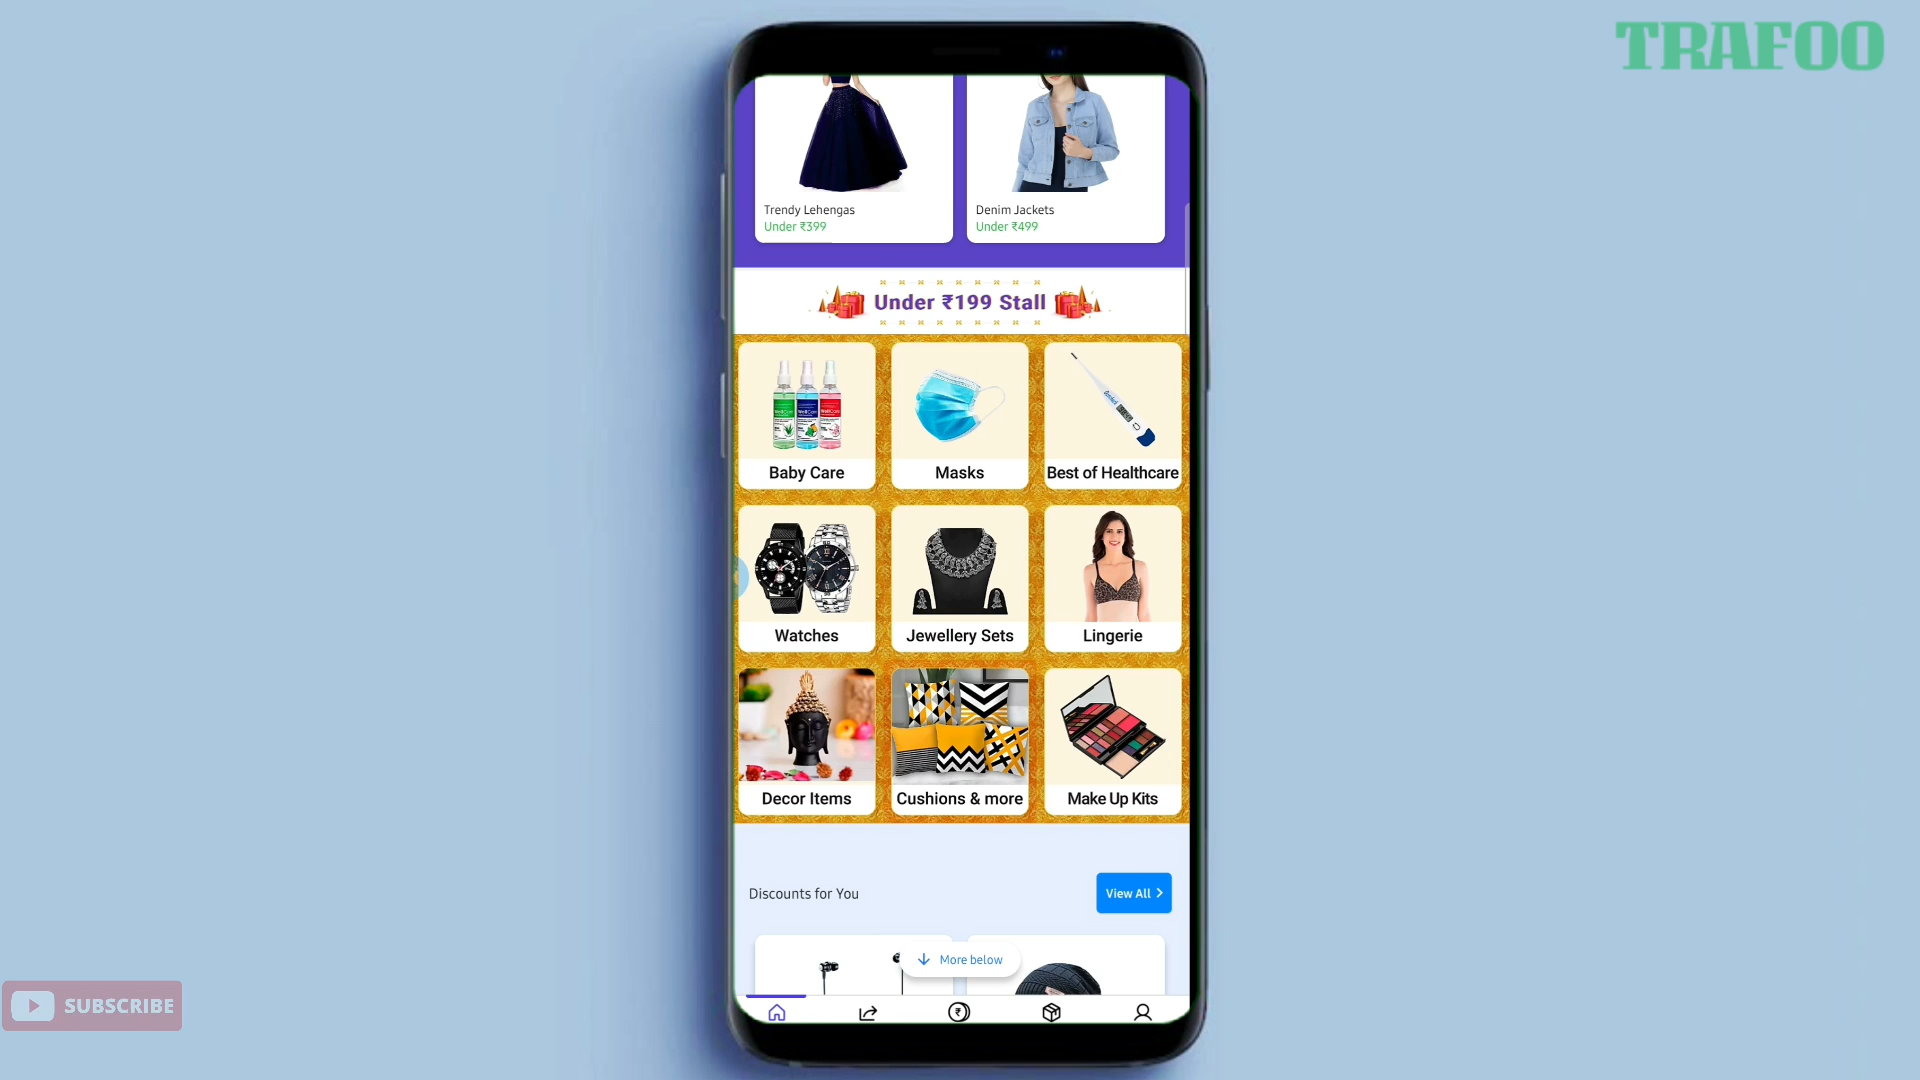 TRAFOO
Trendy Lehengas
Under ₹399
Denim Jackets
Under ₹499
Under ₹199 Stall
Baby Care
Masks
Best of Healthcare
Watches
Jewellery Sets
Lingerie
Decor Items
Cushions & more
Make Up Kits
Discounts for You
View All
More below
SUBSCRIBE